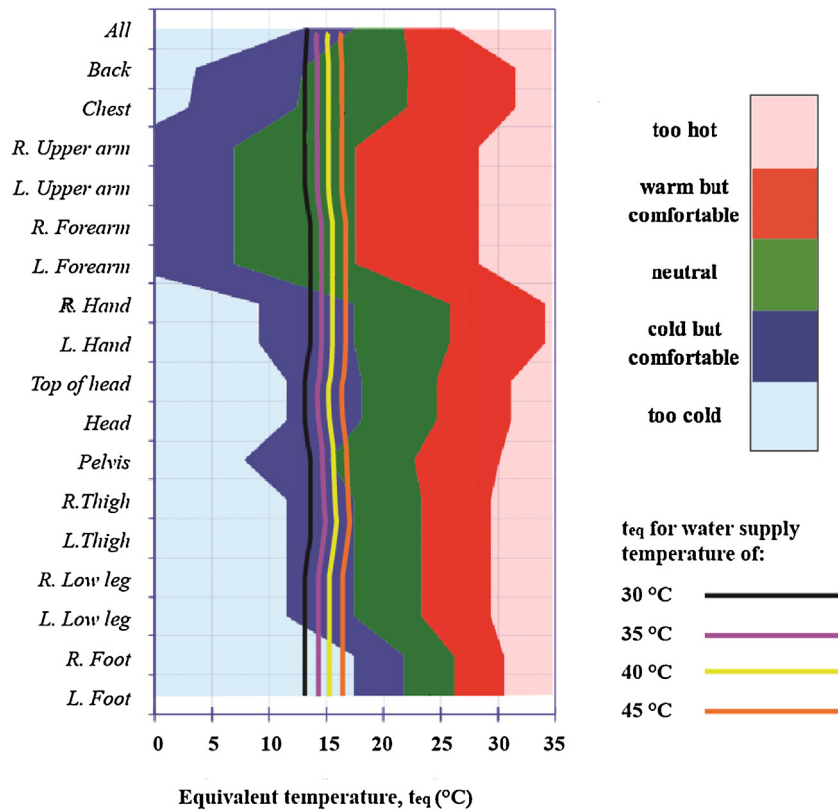 All
Back
Chest
R. Upper arm
L. Upper arm
R. Forearm
L. Forearm
R. Hand
L. Hand
Top of head
Head
Pelvis
R.Thigh
L.Thigh
R. Low leg
L. Low leg
R. Foot
L. Foot
0 5 10 15 20 25 30 35
Equivalent temperature, teq (°C)
too hot
warm but
comfortable
neutral
cold but
comfortable
too cold
teq for water supply
temperature of:
30 °C
35 °C
40 °C
45 °C